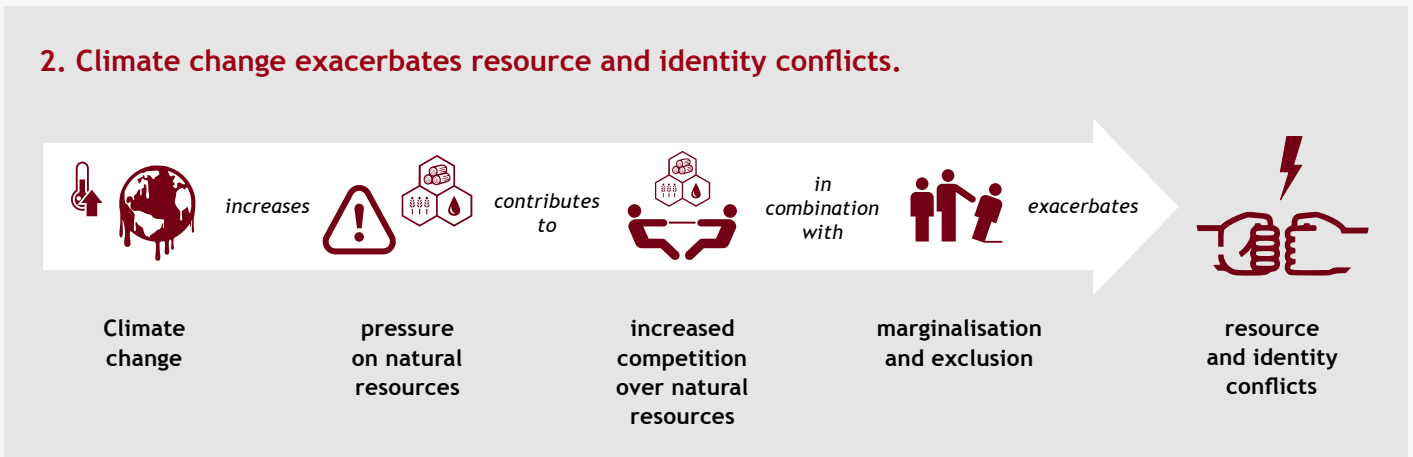 2. Climate change exacerbates resource and identity conflicts.
increases
contributes
to
in
combination
with
exacerbates
Climate
change
pressure
on natural
resources
increased
competition
over natural
resources
marginalisation
and exclusion
resource
and identity
conflicts